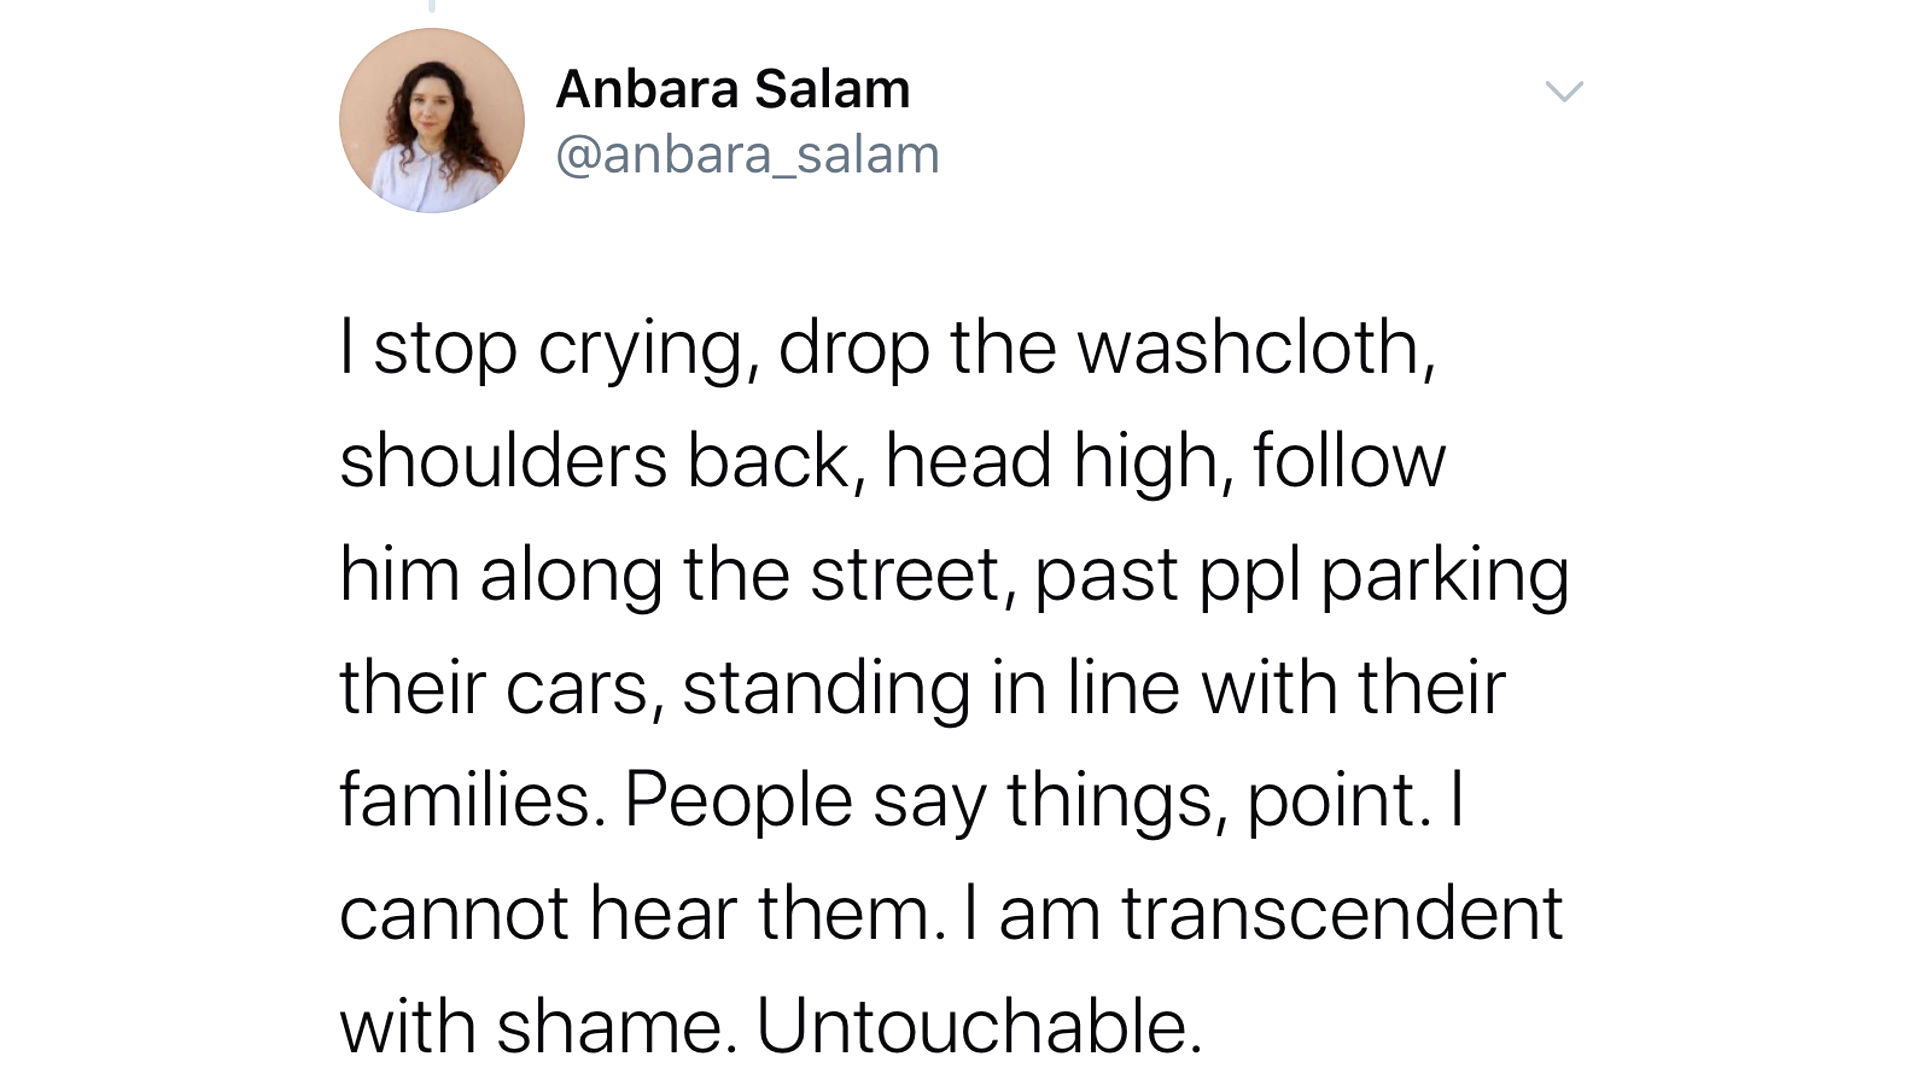 Anbara Salam
@anbara_salam
I stop crying, drop the washcloth,
shoulders back, head high, follow
him along the street, past ppl parking
their cars, standing in line with their
families. People say things, point. I
cannot hear them. I am transcendent
with shame. Untouchable.